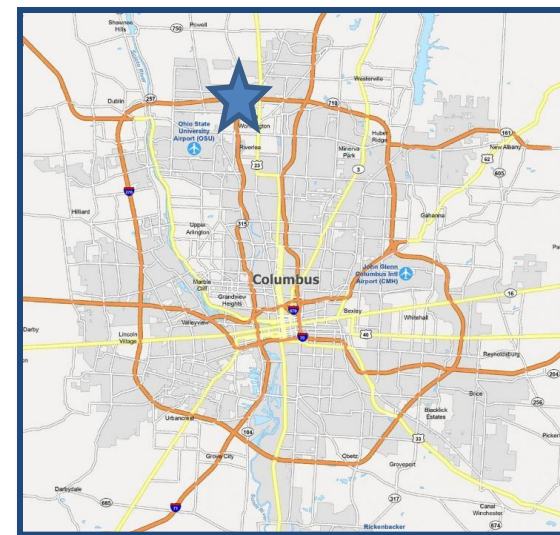 Shawnee
Hills
750
Powell
Westerville
Dublin
257
710
Ohio State
University
Airport (OSU)
Worthington
Riverlea
Huber
Ridge
161
New Albany
Minerva
Park
23
3
62
605
270
Hilliard
315
Upper
Arlington
Gahanna
John Glenn
Columbus Intl
Airport (CMH)
Marble
Cliff
Columbus
Grandview
Heights
16
Darby
Valleyview
670
Bexley
Whitehall
Lincoln
Village
70
40
Reynoldsburg
204
Brice
256
Blacklick
Estates
Urbancrest
104
33
Picker
Grove City
Obetz
Groveport
Darbydale
665
71
317
Canal
Winchester
674
Rickenbacker